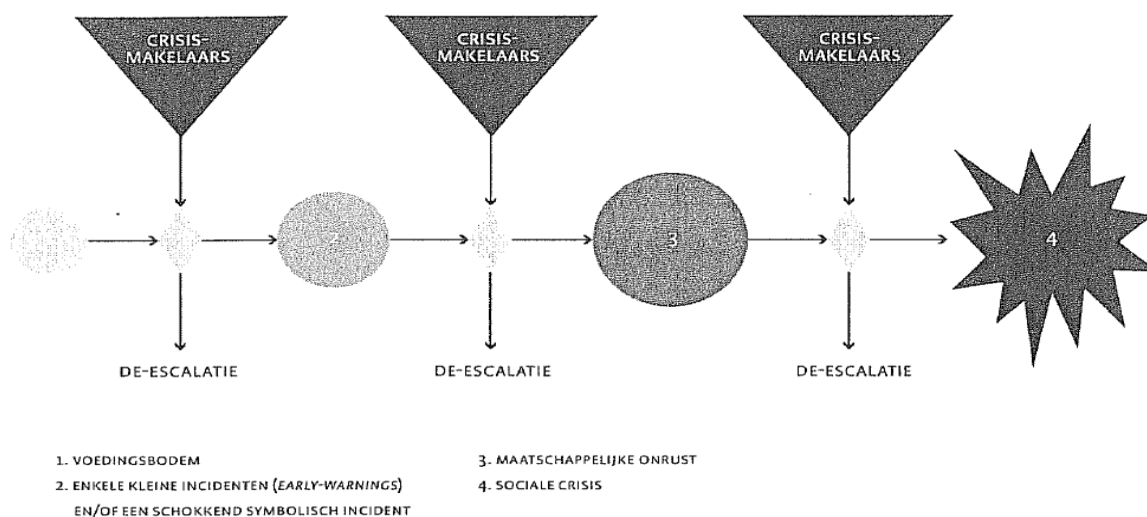 CRISIS-
MAKELAARS
CRISIS-
MAKELAARS
CRISIS-
MAKELAARS
2
3
4
DE-ESCALATIE
DE-ESCALATIE
DE-ESCALATIE
1. VOEDINGSBODEM
2. ENKELE KLEINE INCIDENTEN (EARLY-WARNINGS)
EN/OF EEN SCHOKKEND SYMBOLISCH INCIDENT
3. MAATSCHAPPELIJKE ONRUST
4. SOCIALE CRISIS